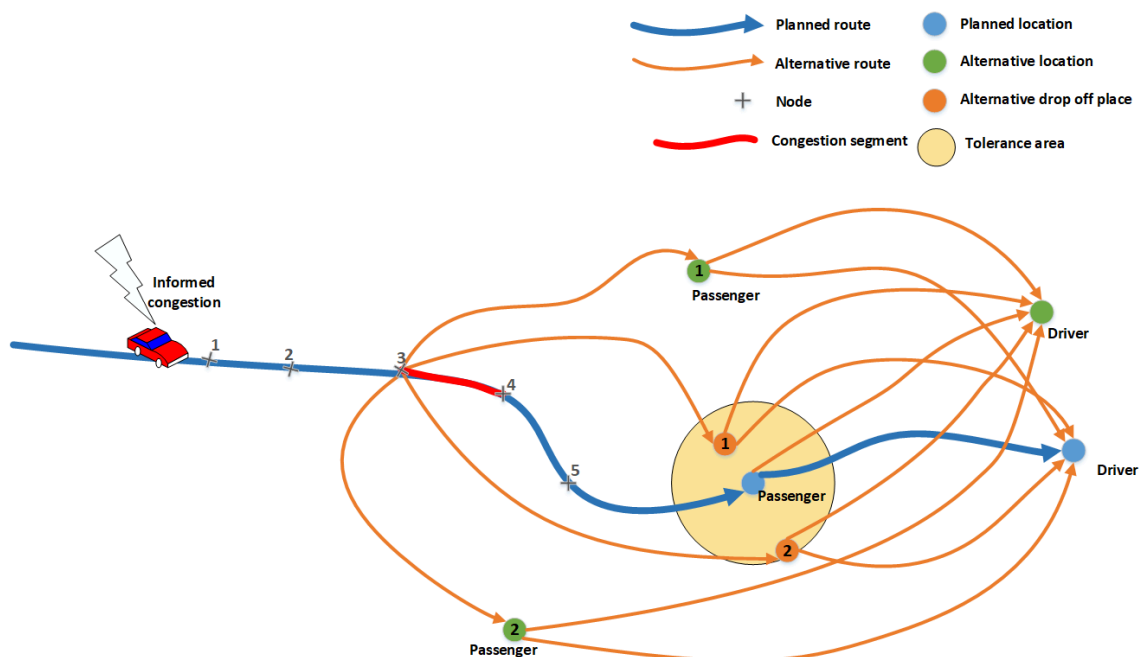 Planned route
Planned location
Alternative route
Alternative location
Node
Alternative drop off place
Congestion segment
Tolerance area
Informed
congestion
1
2
3
4
5
1
Passenger
Driver
1
Passenger
Driver
2
2
Passenger